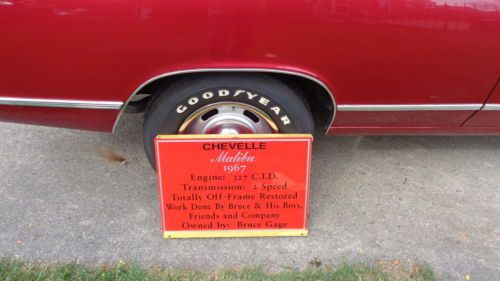 GOODYEAR
CHEVELLE
Malibu
1967
Engine: 327 C.I.D.
Transmission: 2 Speed
Totally Off-Frame Restored
Work Done By Bruce & His Boys,
Friends and Company
Owned by: Bruce Gage